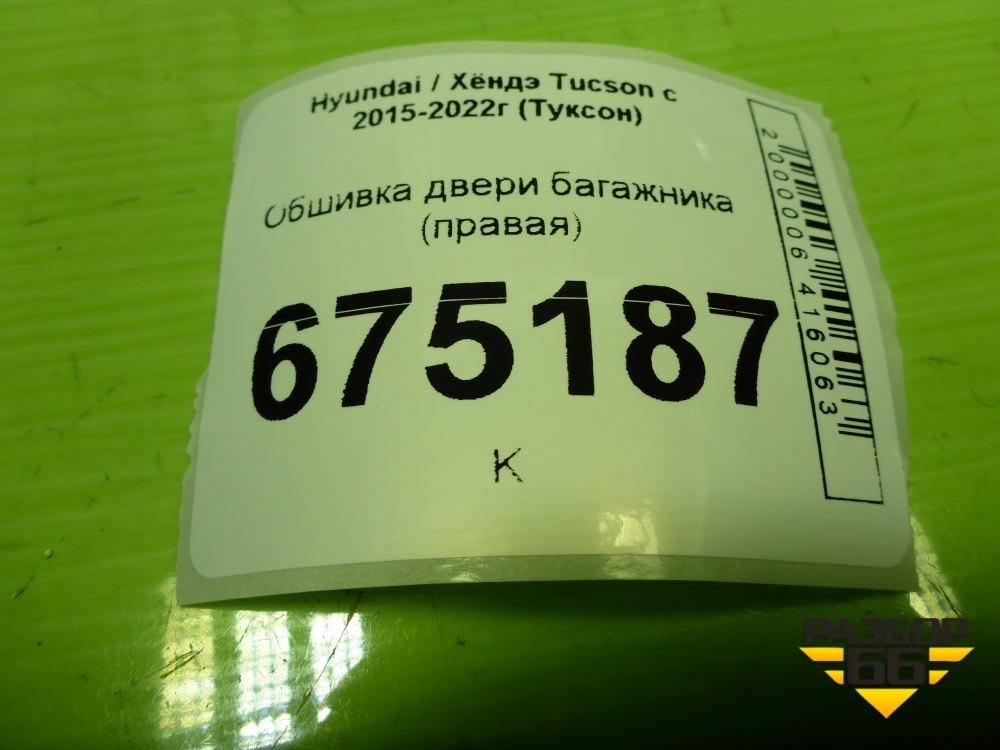 Hyundai / Хёндэ Tucson с
2015-2022г (Туксон)
Обшивка двери багажника
(правая)
675187
К
2000006416063
РАЗБОР
66